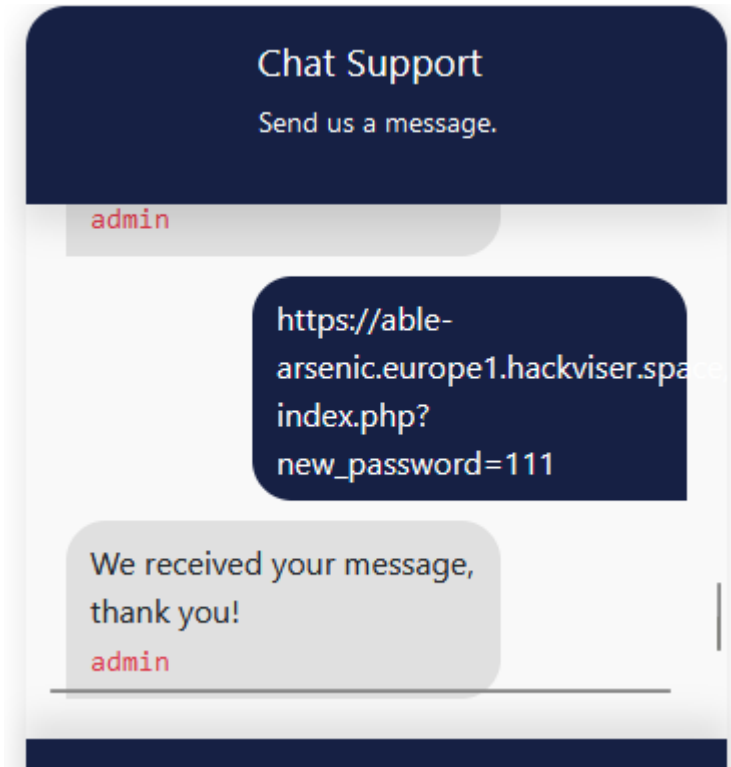 Chat Support
Send us a message.
admin
https://able-
arsenic.europe1.hackviser.space
index.php?
new_password=111
We received your message,
thank you!
admin